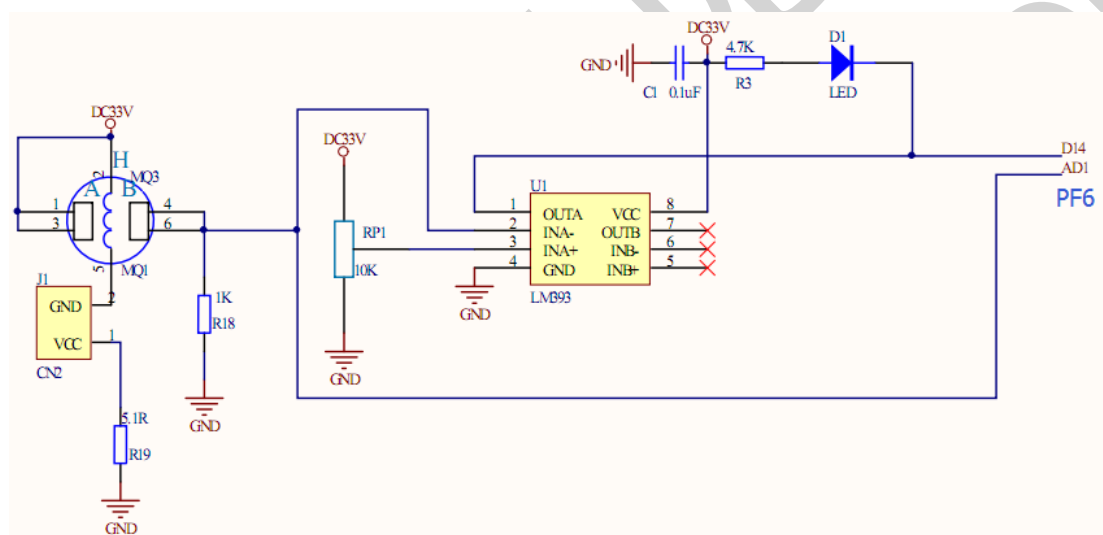 DC33V
4.7K
D1
GND
C1
0.1uF
R3
LED
DC33V
H
2
MQ3
A
B
1
3
4
6
5
MQ1
DC33V
RP1
10K
U1
1
OUTA
VCC
8
2
INA-
OUTB
7
3
INA+
INB-
6
4
GND
INB+
5
LM393
GND
D14
AD1
PF6
J1
GND
2
VCC
1
CN2
1K
R18
GND
GND
5.1R
R19
GND